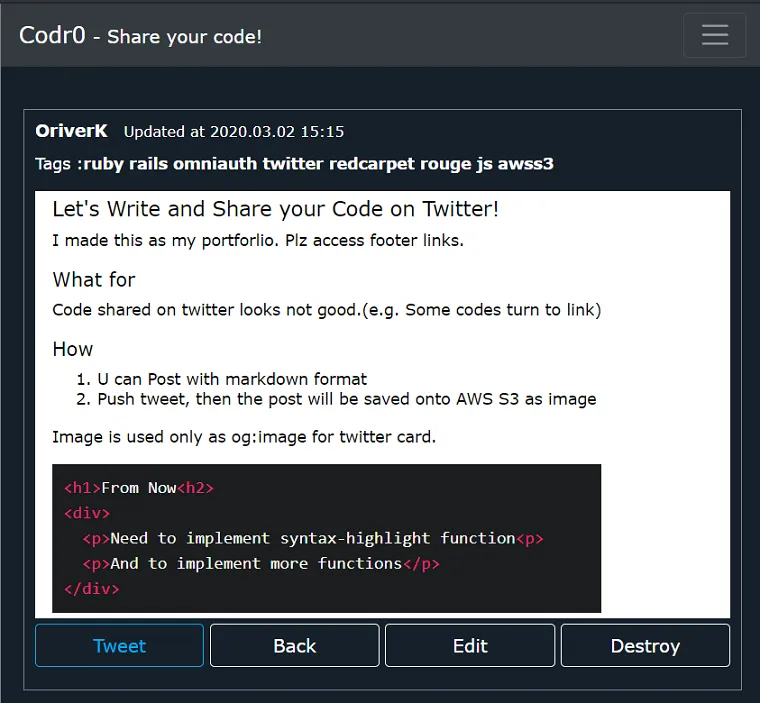 Codr0 - Share your code!
OriverK Updated at 2020.03.02 15:15
Tags :ruby rails omniauth twitter redcarpet rouge js awss3
Let's Write and Share your Code on Twitter!
I made this as my portforlio. Plz access footer links.
What for
Code shared on twitter looks not good.(e.g. Some codes turn to link)
How
1. U can Post with markdown format
2. Push tweet, then the post will be saved onto AWS S3 as image
Image is used only as og:image for twitter card.
<h1>From Now<h2>
<div>
<p>Need to implement syntax-highlight function<p>
<p>And to implement more functions</p>
</div>
Tweet Back Edit Destroy